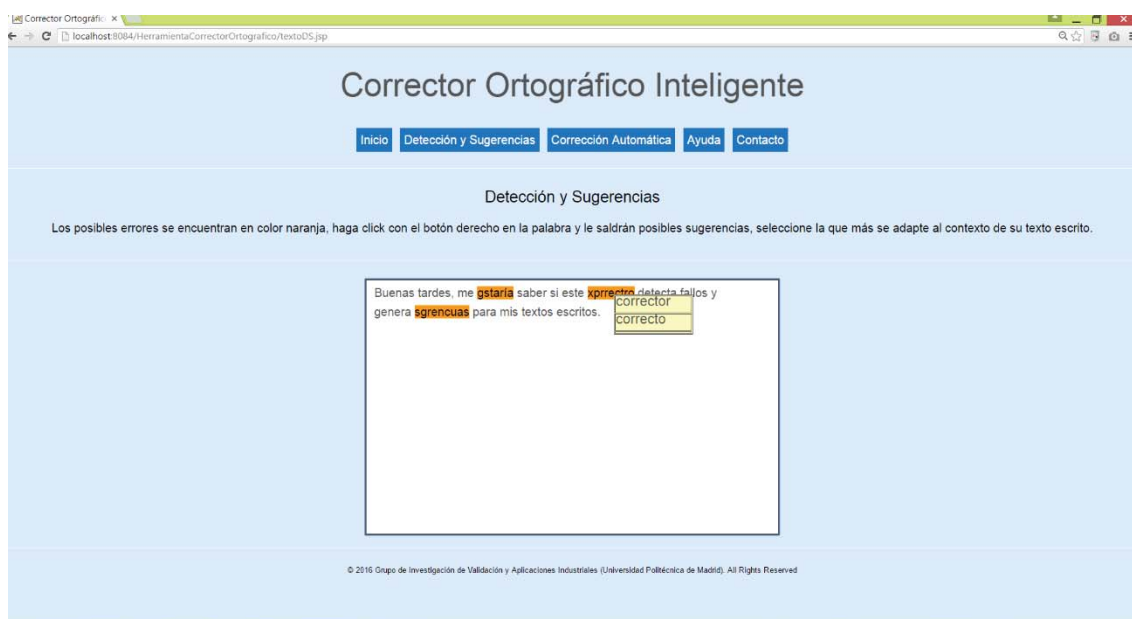 Corrector Ortográfic
localhost:8084/HerramientaCorrectorOrtografico/textoDS.jsp
Corrector Ortográfico Inteligente
Inicio Detección y Sugerencias Corrección Automática Ayuda Contacto
Detección y Sugerencias
Los posibles errores se encuentran en color naranja, haga click con el botón derecho en la palabra y le saldrán posibles sugerencias, seleccione la que más se adapte al contexto de su texto escrito.
Buenas tardes, me gstaría saber si este xprrectro detecta fallos y
corrector
genera sgrencuas para mis textos escritos.
correcto
© 2016 Grupo de Investigación de Validación y Aplicaciones Industriales (Universidad Politécnica de Madrid). All Rights Reserved